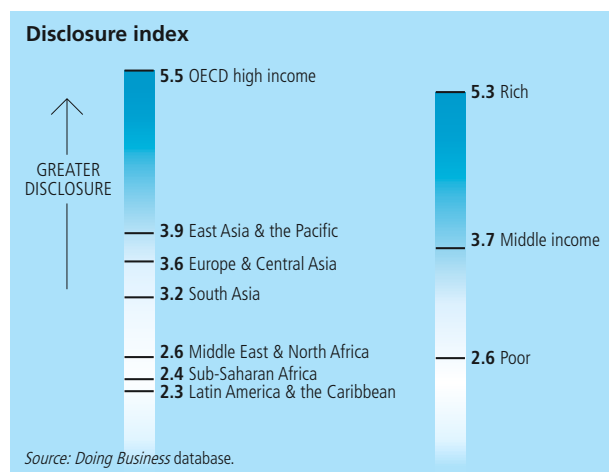 Disclosure index
5.5 OECD high income
5.3 Rich
GREATER
DISCLOSURE
3.9 East Asia & the Pacific
3.7 Middle income
3.6 Europe & Central Asia
3.2 South Asia
2.6 Middle East & North Africa
2.6 Poor
2.4 Sub-Saharan Africa
2.3 Latin America & the Caribbean
Source: Doing Business database.